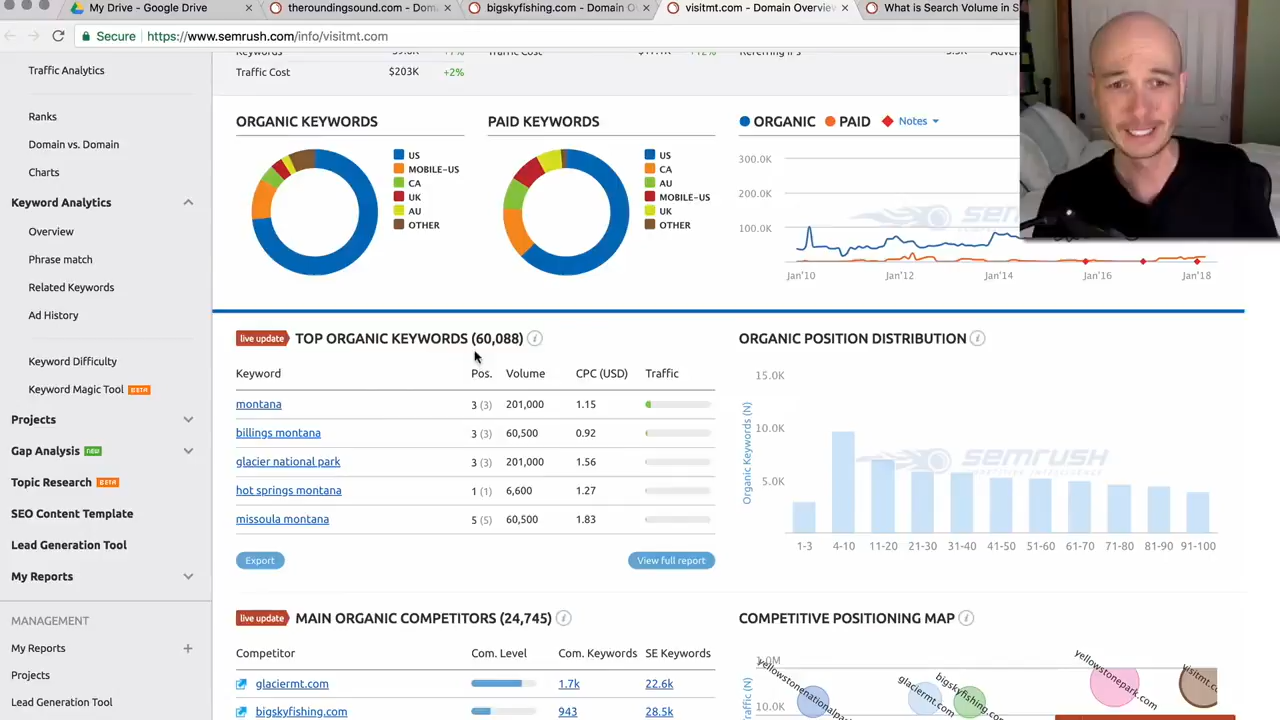 My Drive - Google Drive
theroundingsound.com - Dom
bigskyfishing.com - Domain O
visitmt.com - Domain Overview
What is Search Volume in S
Secure
https://www.semrush.com/info/visitmt.com
Traffic Analytics
Ranks
Domain vs. Domain
Charts
Keyword Analytics
Overview
Phrase match
Related Keywords
Ad History
Keyword Difficulty
Keyword Magic Tool BETA
Projects
Gap Analysis NEW
Topic Research BETA
SEO Content Template
Lead Generation Tool
My Reports
MANAGEMENT
My Reports +
Projects
Lead Generation Tool
Keywords
Traffic Cost $203K +2%
Traffic Cost
Referring IPs
ORGANIC KEYWORDS
US
MOBILE-US
CA
UK
AU
OTHER
PAID KEYWORDS
US
CA
AU
MOBILE-US
UK
OTHER
ORGANIC PAID Notes
300.0K
200.0K
100.0K
Jan'10 Jan'12 Jan'14 Jan'16 Jan'18
live update TOP ORGANIC KEYWORDS (60,088) i
Keyword Pos. Volume CPC (USD) Traffic
montana 3 (3) 201,000 1.15
billings montana 3 (3) 60,500 0.92
glacier national park 3 (3) 201,000 1.56
hot springs montana 1 (1) 6,600 1.27
missoula montana 5 (5) 60,500 1.83
Export View full report
ORGANIC POSITION DISTRIBUTION i
Organic Keywords (N)
15.0K
10.0K
5.0K
semrush
1-3 4-10 11-20 21-30 31-40 41-50 51-60 61-70 71-80 81-90 91-100
live update MAIN ORGANIC COMPETITORS (24,745) i
Competitor Com. Level Com. Keywords SE Keywords
glaciermt.com 1.7k 22.6k
bigskyfishing.com 943 28.5k
COMPETITIVE POSITIONING MAP i
1.0M
10.0K
Traffic (N)
yellowstonenationalpa
glaciermt.com
bigskyfishing.com
yellowstonepark.com
visitmt.c